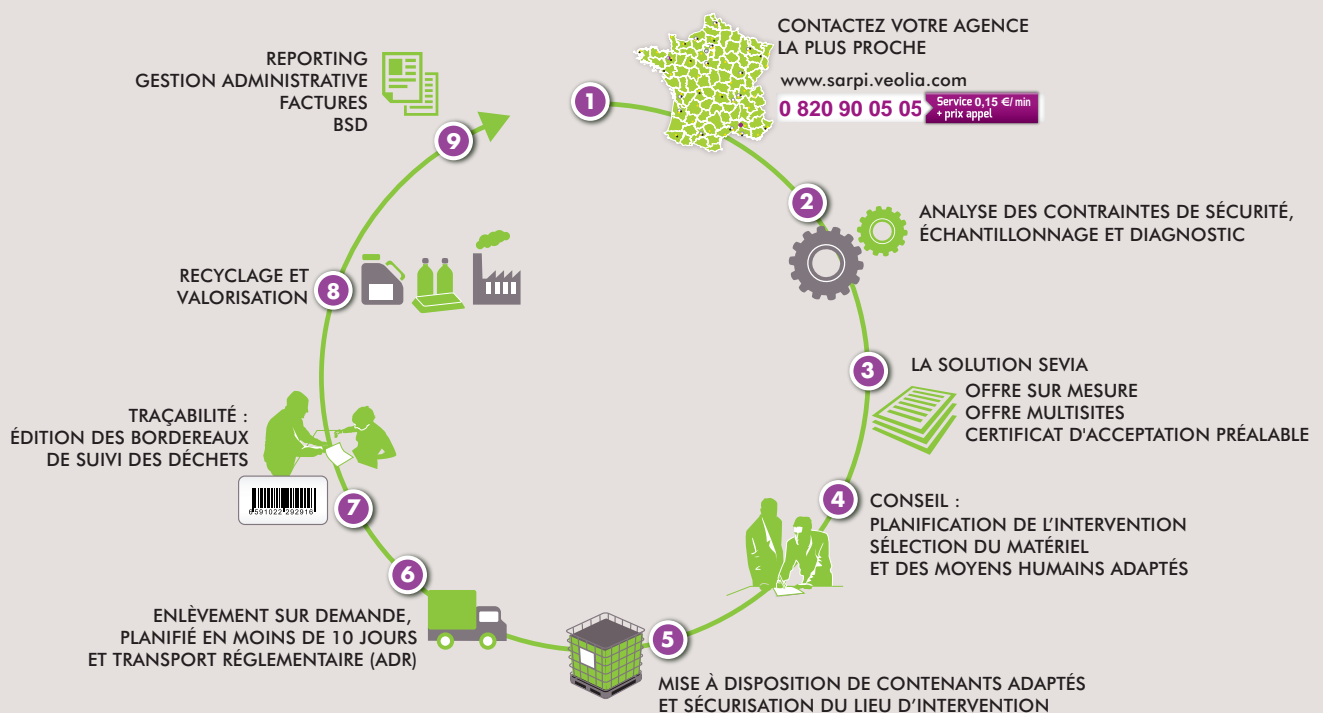 1
CONTACTEZ VOTRE AGENCE
LA PLUS PROCHE
www.sarpi.veolia.com
0 820 90 05 05
Service 0,15 €/ min
+ prix appel
2
ANALYSE DES CONTRAINTES DE SÉCURITÉ,
ÉCHANTILLONNAGE ET DIAGNOSTIC
3
LA SOLUTION SEVIA
OFFRE SUR MESURE
OFFRE MULTISITES
CERTIFICAT D'ACCEPTATION PRÉALABLE
4
CONSEIL :
PLANIFICATION DE L’INTERVENTION
SÉLECTION DU MATÉRIEL
ET DES MOYENS HUMAINS ADAPTÉS
5
MISE À DISPOSITION DE CONTENANTS ADAPTÉS
ET SÉCURISATION DU LIEU D’INTERVENTION
6
ENLÈVEMENT SUR DEMANDE,
PLANIFIÉ EN MOINS DE 10 JOURS
ET TRANSPORT RÉGLEMENTAIRE (ADR)
7
TRAÇABILITÉ :
ÉDITION DES BORDEREAUX
DE SUIVI DES DÉCHETS
6591022 292916
8
RECYCLAGE ET
VALORISATION
9
REPORTING
GESTION ADMINISTRATIVE
FACTURES
BSD